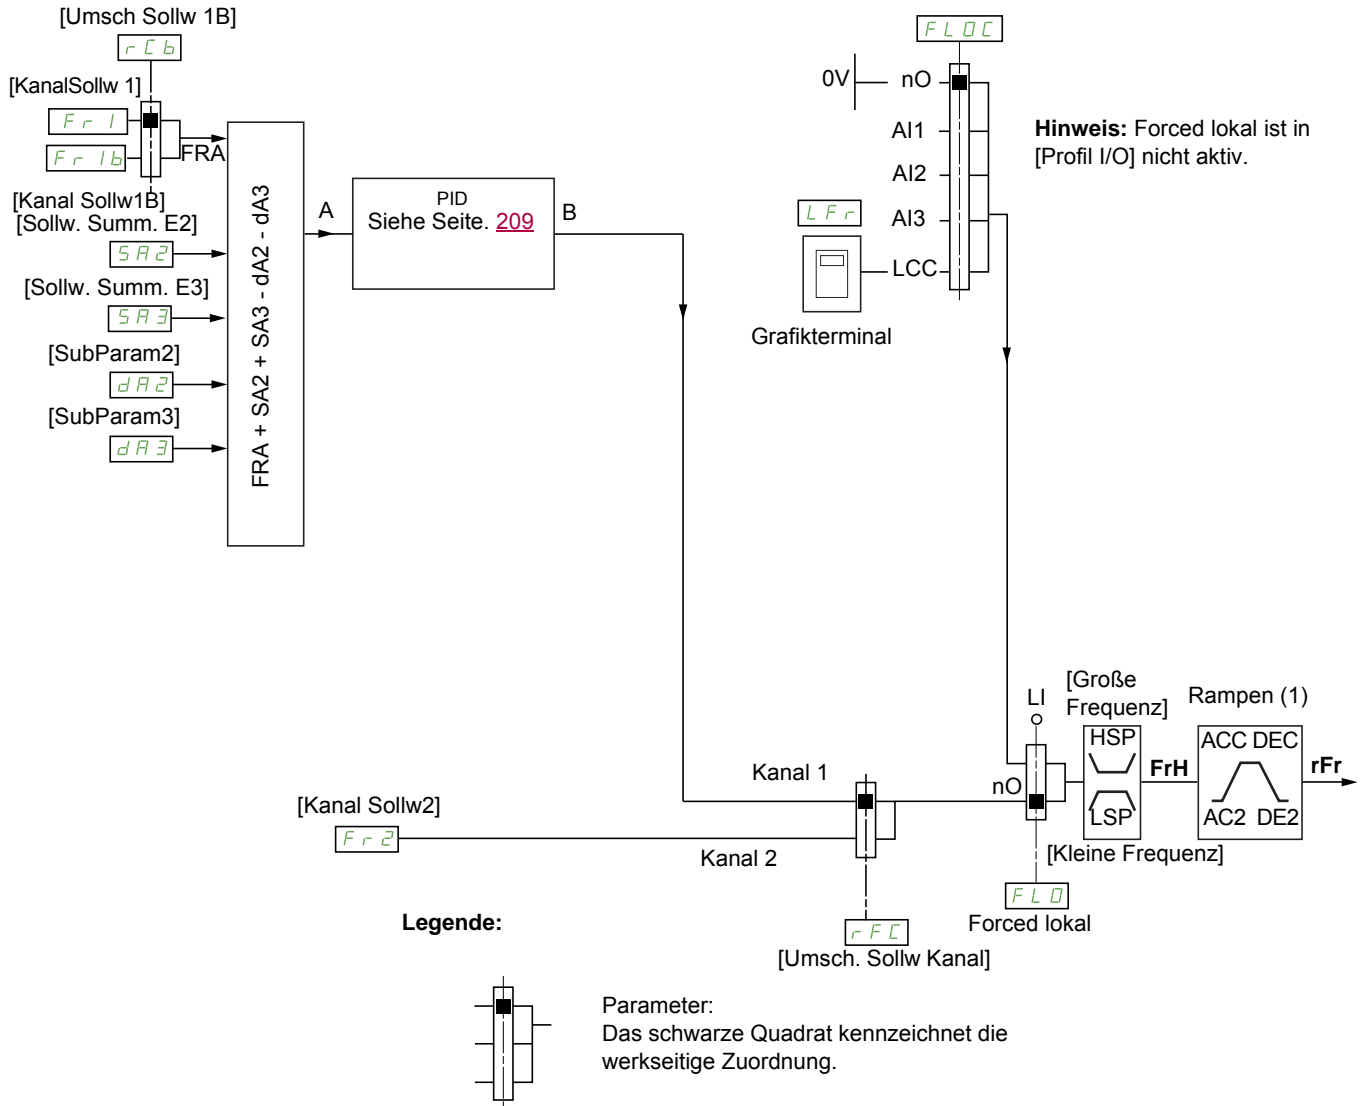 [Umsch Sollw 1B]
rCb
[KanalSollw 1]
Fr1
Fr1b
FRA
[Kanal Sollw1B]
[Sollw. Summ. E2]
SA2
[Sollw. Summ. E3]
SA3
[SubParam2]
dA2
[SubParam3]
dA3
FRA + SA2 + SA3 - dA2 - dA3
A
PID
Siehe Seite. 209
B
FLOC
0V
nO
AI1
AI2
AI3
LFr
LCC
Grafikterminal
Hinweis: Forced lokal ist in
[Profil I/O] nicht aktiv.
[Kanal Sollw2]
Fr2
Kanal 1
Kanal 2
rFC
[Umsch. Sollw Kanal]
LI
nO
FLO
Forced lokal
[Große
Frequenz]
HSP
LSP
[Kleine Frequenz]
FrH
Rampen (1)
ACC DEC
AC2 DE2
rFr
Legende:
Parameter:
Das schwarze Quadrat kennzeichnet die
werkseitige Zuordnung.